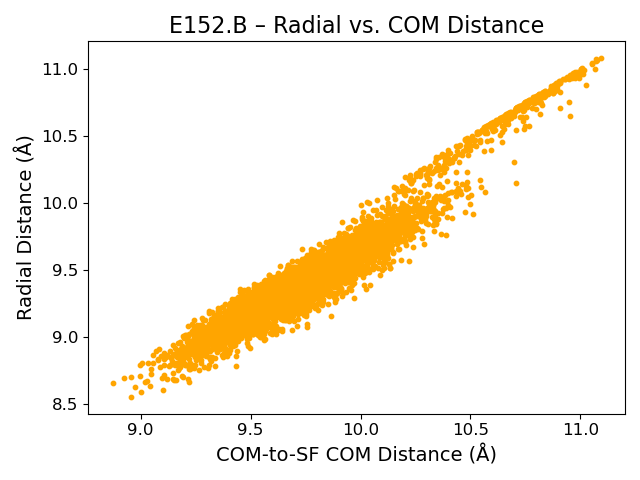 E152.B – Radial vs. COM Distance
Radial Distance (Å)
11.0
10.5
10.0
9.5
9.0
8.5
9.0 9.5 10.0 10.5 11.0
COM-to-SF COM Distance (Å)